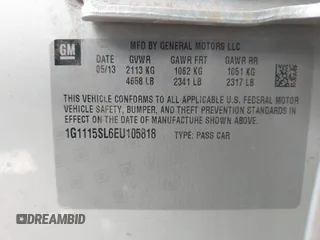 GM
MFD BY GENERAL MOTORS LLC
DATE GVWR GAWR FRT GAWR RR
05/13 2113 KG 1062 KG 1051 KG
4658 LB 2341 LB 2317 LB
THIS VEHICLE CONFORMS TO ALL APPLICABLE U.S. FEDERAL MOTOR
VEHICLE SAFETY, BUMPER, AND THEFT PREVENTION STANDARDS
IN EFFECT ON THE DATE OF MANUFACTURE SHOWN ABOVE.
1G1115SL6EU105818 TYPE: PASS CAR
DREAMBID